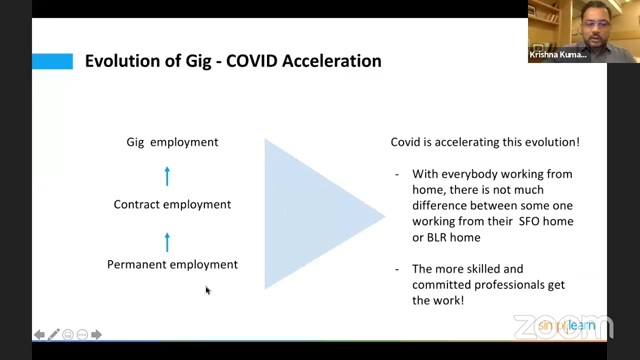 Krishna Kuma...
Evolution of Gig - COVID Acceleration
Gig employment
Contract employment
Permanent employment
Covid is accelerating this evolution!
- With everybody working from
home, there is not much
difference between some one
working from their SFO home
or BLR home
- The more skilled and
committed professionals get
the work!
simplilearn
zoom